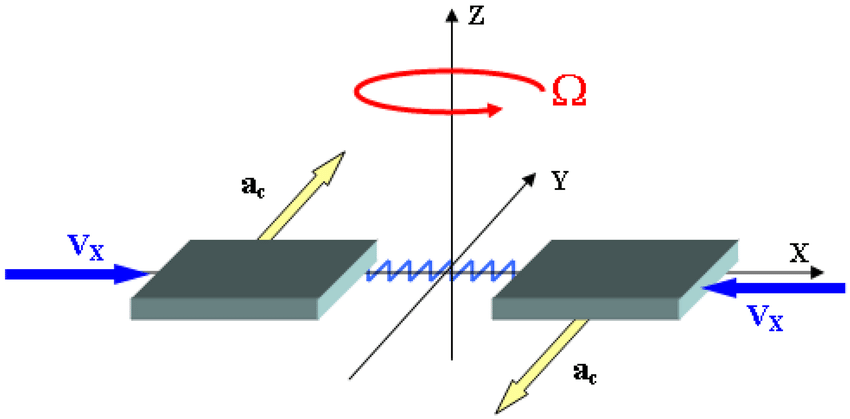 Z
Ω
a_c
Y
V_X
X
V_X
a_c